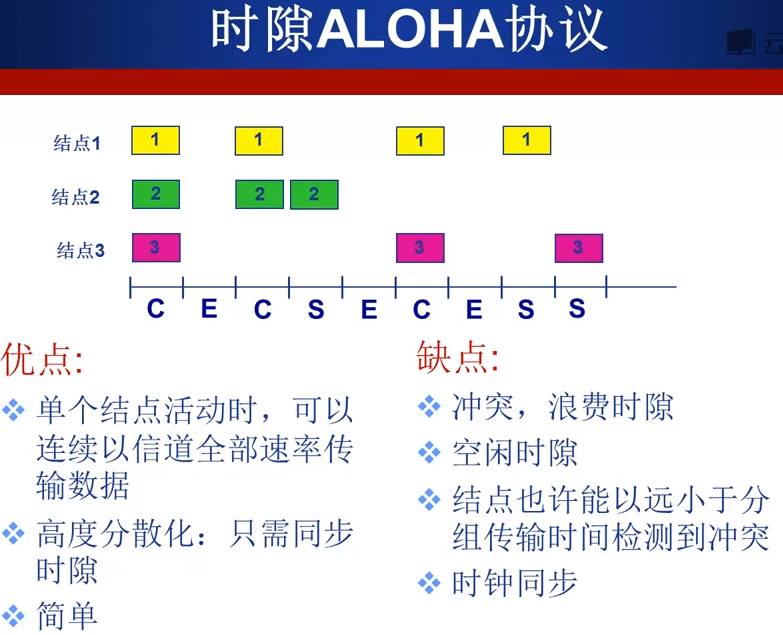 时隙ALOHA协议
云
结点1 1 1 1 1
结点2 2 2 2
结点3 3 3 3
C E C S E C E S S
优点:
单个结点活动时，可以
连续以信道全部速率传
输数据
高度分散化：只需同步
时隙
简单
缺点:
冲突，浪费时隙
空闲时隙
结点也许能以远小于分
组传输时间检测到冲突
时钟同步